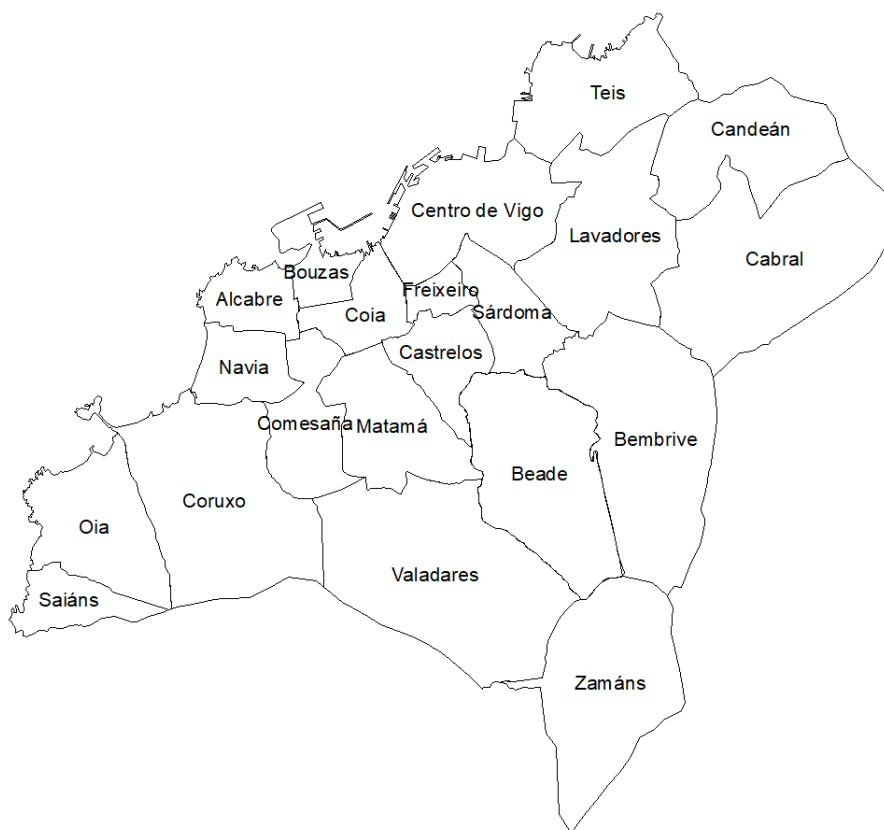 Teis
Candeán
Centro de Vigo
Lavadores
Cabral
Bouzas
Alcabre
Freixeiro
Coia
Sárdoma
Castrelos
Navia
Comesaña
Matamá
Bembrive
Beade
Coruxo
Oia
Valadares
Saiáns
Zamáns